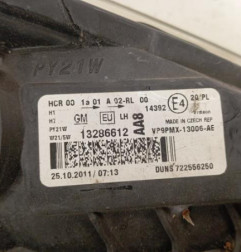 PY21W
HCR 00 1a 01 A 02-RL 00
14392
E4
20/PL
H1
H1
GM EU LH
MADE IN CZECH REP
PY21W
W21/5W
13286612 AA8
VP9PMX-13006-AE
25.10.2011 / 07:13
DUNS 722556250